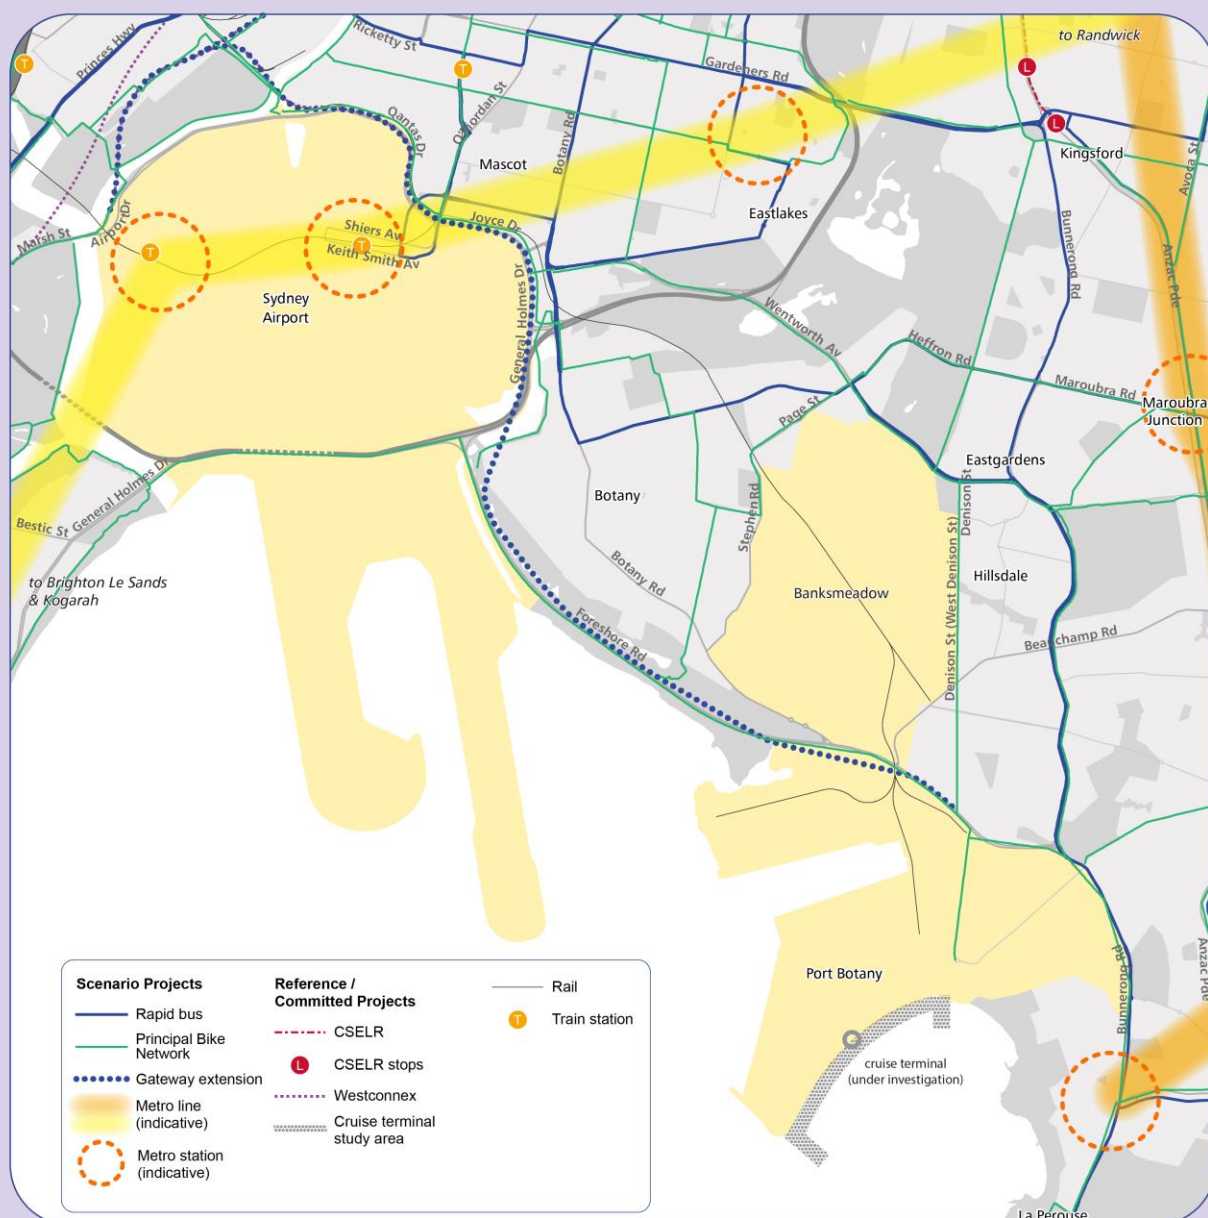 to Randwick
Ricketty St
Princes Hwy
T
T
L
Gardeners Rd
L
Kingsford
Qantas Dr
O'Riordan St
Botany Rd
Mascot
Avoca St
Eastlakes
Marsh St
Airport Dr
T
Shiers Av
T
Keith Smith Av
Joyce Dr
Bunnerong Rd
Anzac Pde
Sydney
Airport
General Holmes Dr
Wentworth Av
Heffron Rd
Maroubra Rd
Maroubra
Junction
Page St
Eastgardens
Denison St
Botany
Stephen Rd
Bestic St
General Holmes Dr
to Brighton Le Sands
& Kogarah
Botany Rd
Banksmeadow
Hillsdale
Denison St (West Denison St)
Beauchamp Rd
Foreshore Rd
Port Botany
Bunnerong Rd
Anzac Pde
cruise terminal
(under investigation)
La Perouse
Scenario Projects
Rapid bus
Principal Bike
Network
Gateway extension
Metro line
(indicative)
Metro station
(indicative)
Reference /
Committed Projects
CSELR
L
CSELR stops
Westconnex
Cruise terminal
study area
Rail
T
Train station